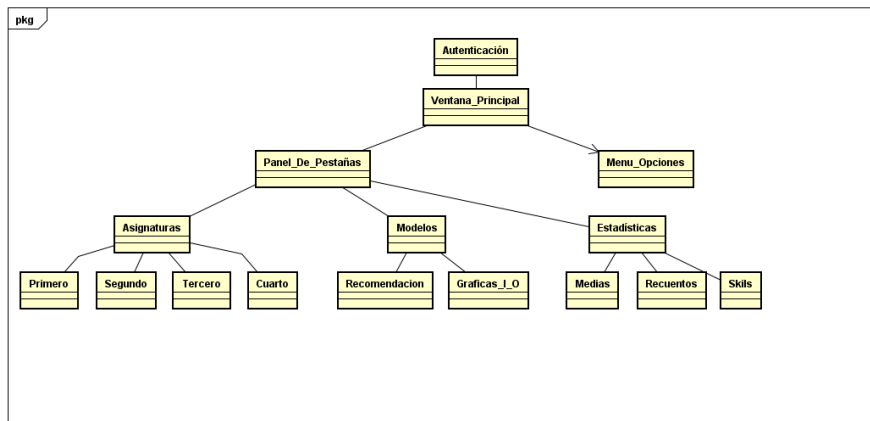 pkg
Autenticación
Ventana_Principal
Panel_De_Pestañas
Menu_Opciones
Asignaturas
Modelos
Estadísticas
Primero
Segundo
Tercero
Cuarto
Recomendacion
Graficas_I_O
Medias
Recuentos
Skils